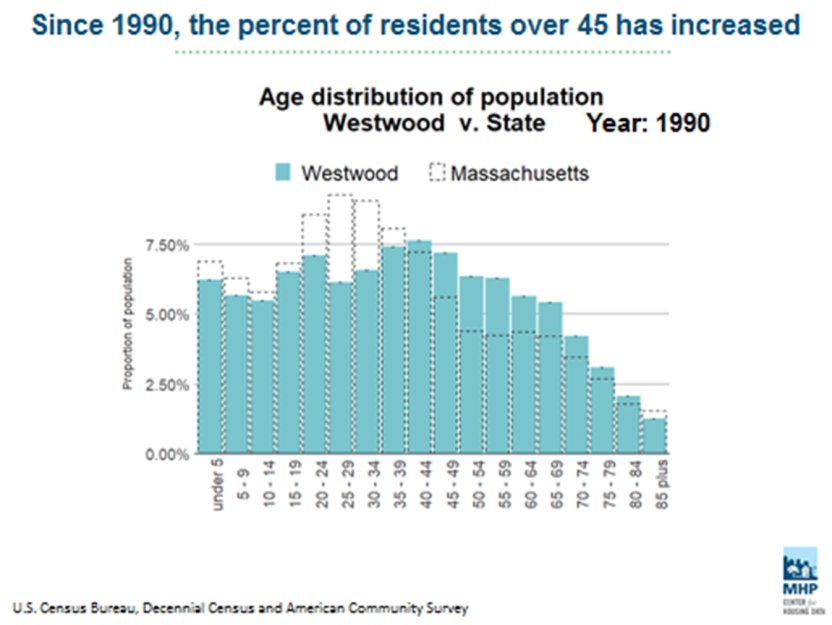 Since 1990, the percent of residents over 45 has increased
Age distribution of population
Westwood v. State Year: 1990
Westwood Massachusetts
Proportion of population
7.50%
5.00%
2.50%
0.00%
under 5
5 - 9
10 - 14
15 - 19
20 - 24
25 - 29
30 - 34
35 - 39
40 - 44
45 - 49
50 - 54
55 - 59
60 - 64
65 - 69
70 - 74
75 - 79
80 - 84
85 plus
MHP
CENTER for
HOUSING DATA
U.S. Census Bureau, Decennial Census and American Community Survey